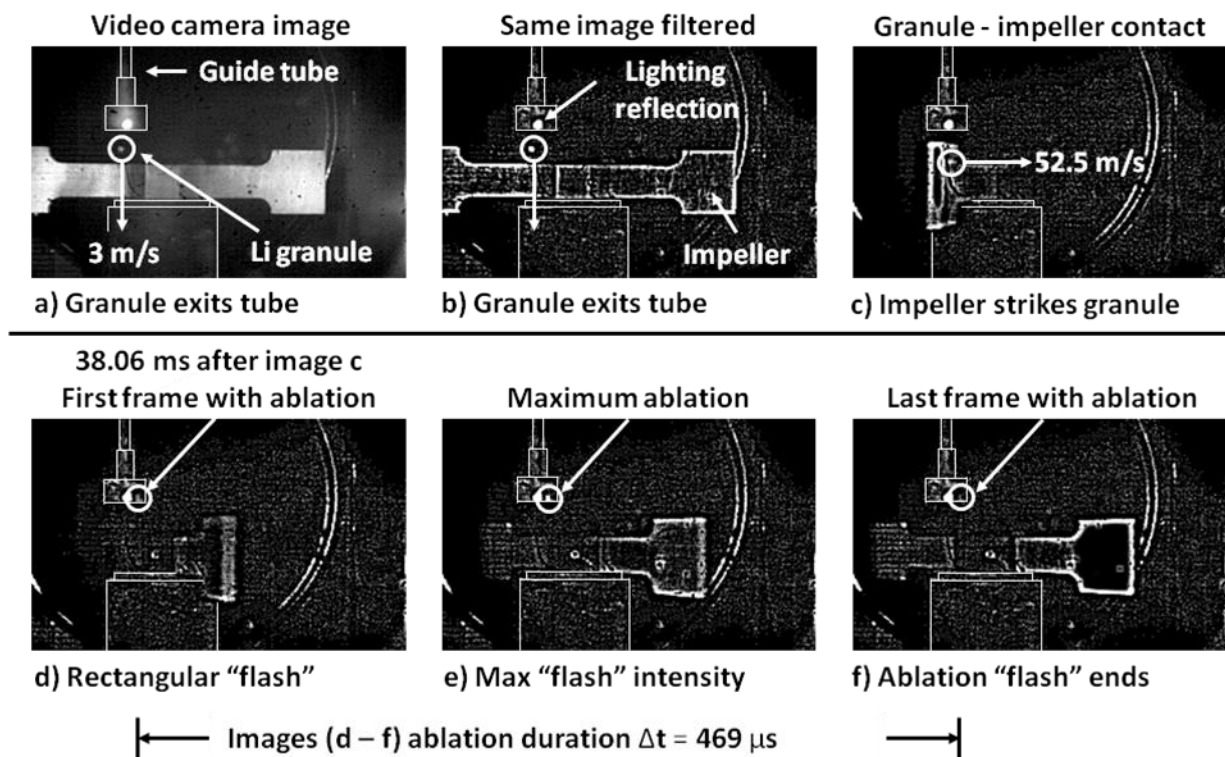 Video camera image
Same image filtered
Granule - impeller contact
Guide tube
Lighting
reflection
52.5 m/s
3 m/s
Li granule
Impeller
a) Granule exits tube
b) Granule exits tube
c) Impeller strikes granule
38.06 ms after image c
First frame with ablation
Maximum ablation
Last frame with ablation
d) Rectangular “flash”
e) Max “flash” intensity
f) Ablation “flash” ends
Images (d – f) ablation duration Δt = 469 μs